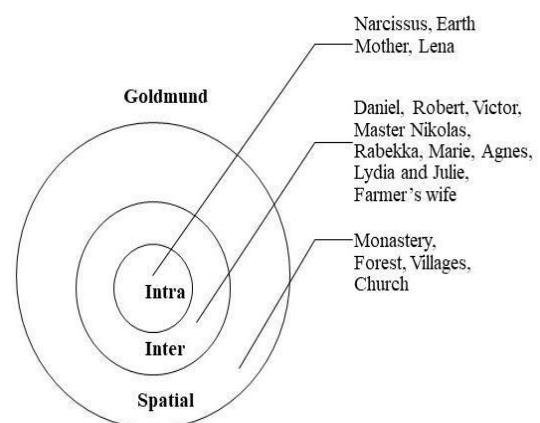 Narcissus, Earth
Mother, Lena
Goldmund
Daniel, Robert, Victor,
Master Nikolas,
Rabekka, Marie, Agnes,
Lydia and Julie,
Farmer's wife
Monastery,
Forest, Villages,
Church
Intra
Inter
Spatial